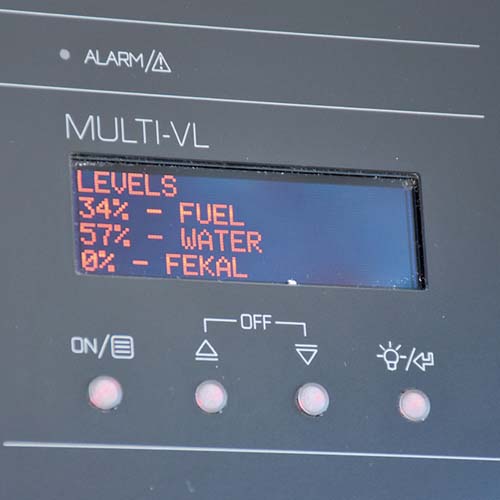 ALARM/⚠
MULTI-VL
LEVELS
34% - FUEL
57% - WATER
0% - FEKAL
OFF
ON/